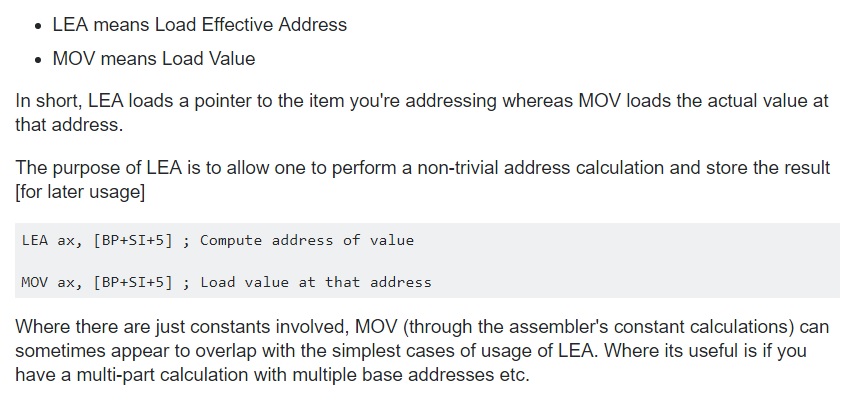 • LEA means Load Effective Address
• MOV means Load Value
In short, LEA loads a pointer to the item you're addressing whereas MOV loads the actual value at
that address.
The purpose of LEA is to allow one to perform a non-trivial address calculation and store the result
[for later usage]
LEA ax, [BP+SI+5] ; Compute address of value
MOV ax, [BP+SI+5] ; Load value at that address
Where there are just constants involved, MOV (through the assembler's constant calculations) can
sometimes appear to overlap with the simplest cases of usage of LEA. Where its useful is if you
have a multi-part calculation with multiple base addresses etc.